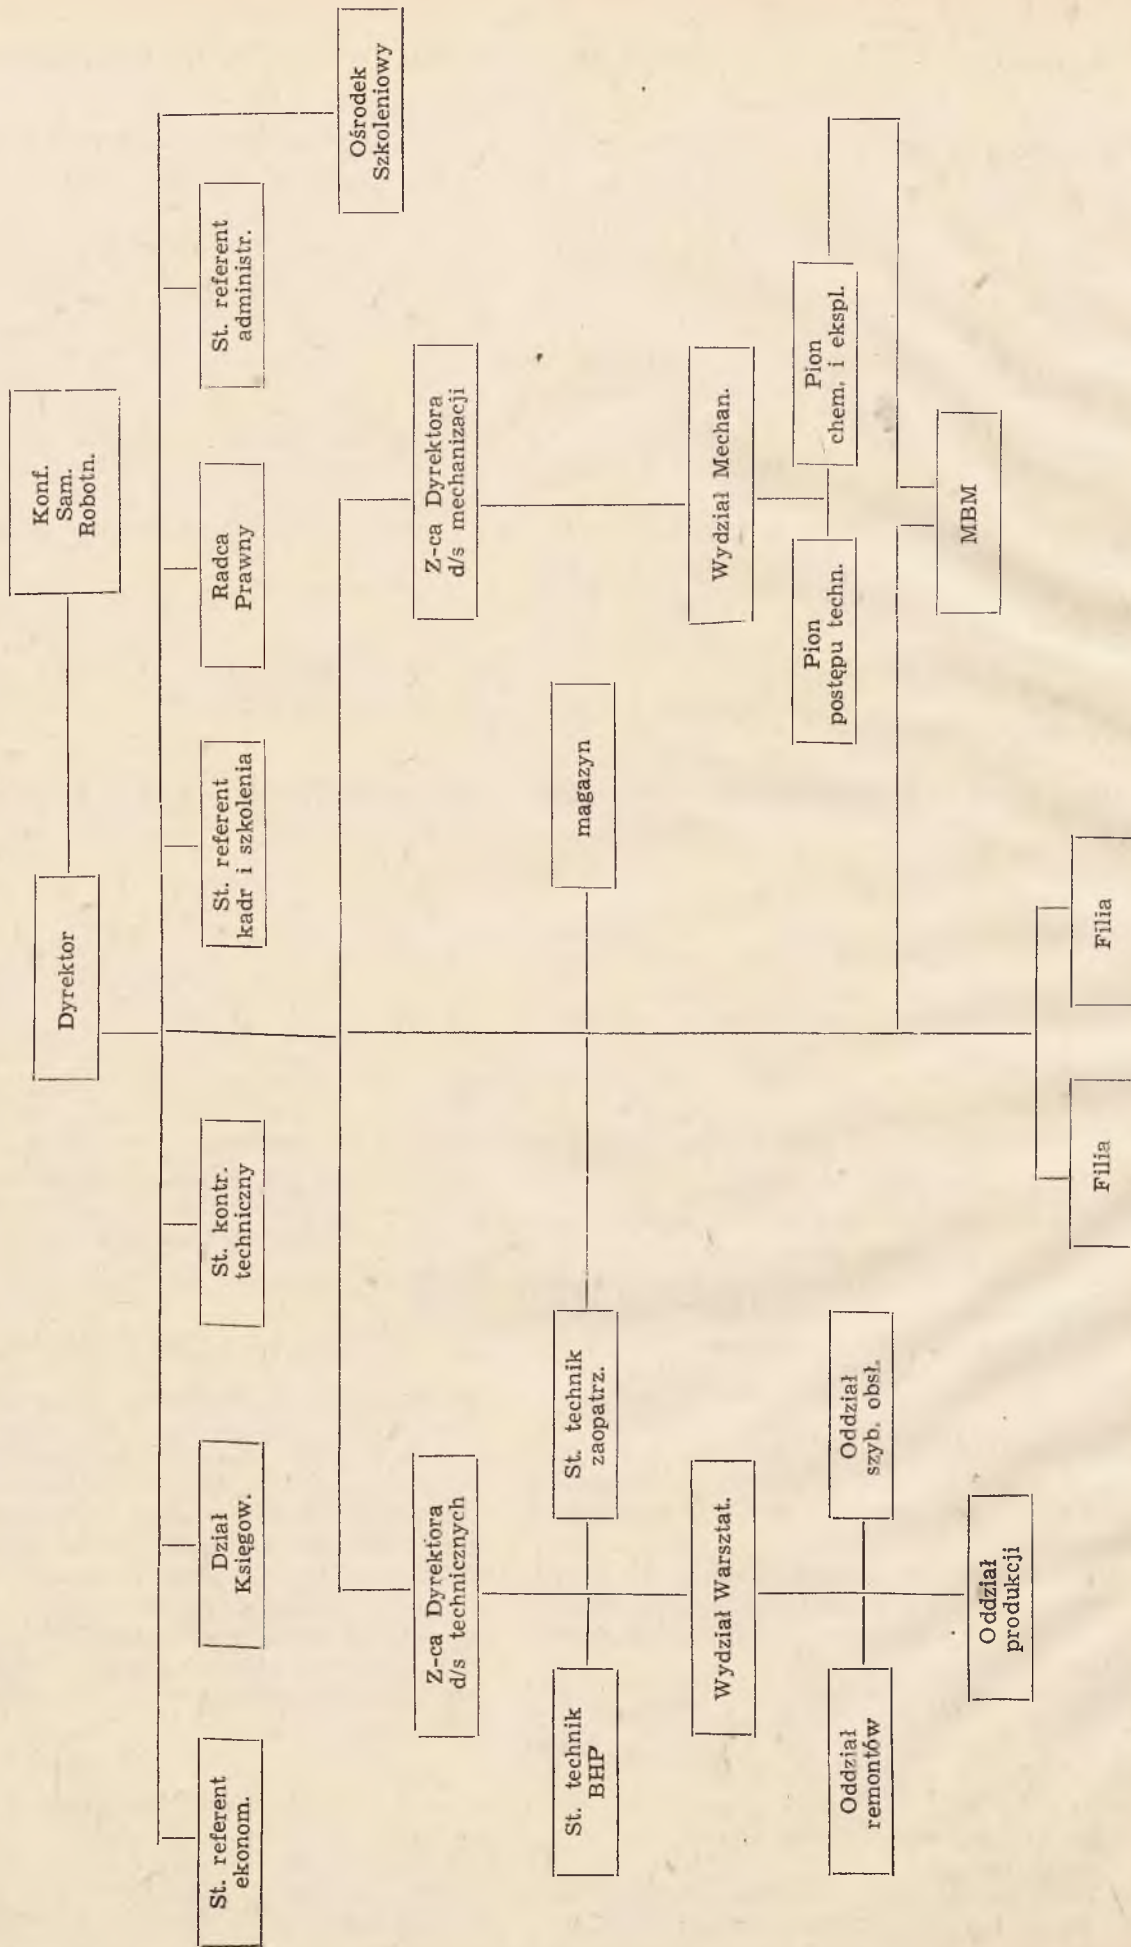 Konf.
Sam.
Robotn.
Dyrektor
St. referent
ekonom.
Dział
Księgow.
St. kontr.
techniczny
St. referent
kadr i szkolenia
Radca
Prawny
St. referent
administr.
Ośrodek
Szkoleniowy
Z-ca Dyrektora
d/s technicznych
Z-ca Dyrektora
d/s mechanizacji
St. technik
BHP
St. technik
zaopatrz.
magazyn
Wydział Warsztat.
Wydział Mechan.
Oddział
remontów
Oddział
szyb. obsł.
Pion
postępu techn.
Pion
chem. i ekspl.
Oddział
produkcji
MBM
Filia
Filia